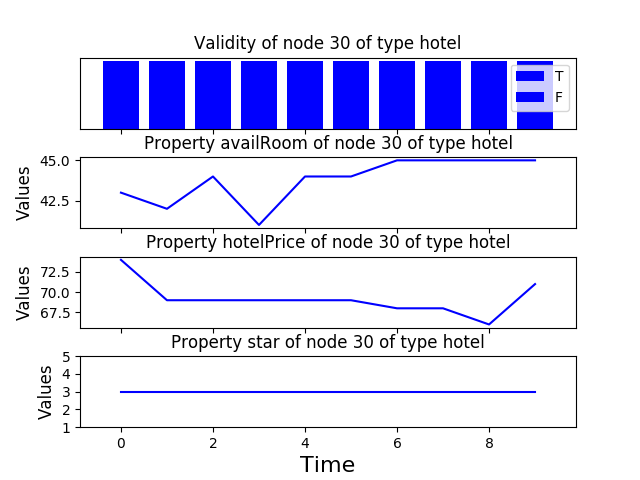 Validity of node 30 of type hotel
T
F
Property availRoom of node 30 of type hotel
45.0
42.5
Values
Property hotelPrice of node 30 of type hotel
72.5
70.0
67.5
Values
Property star of node 30 of type hotel
5
4
3
2
1
Values
0 2 4 6 8
Time